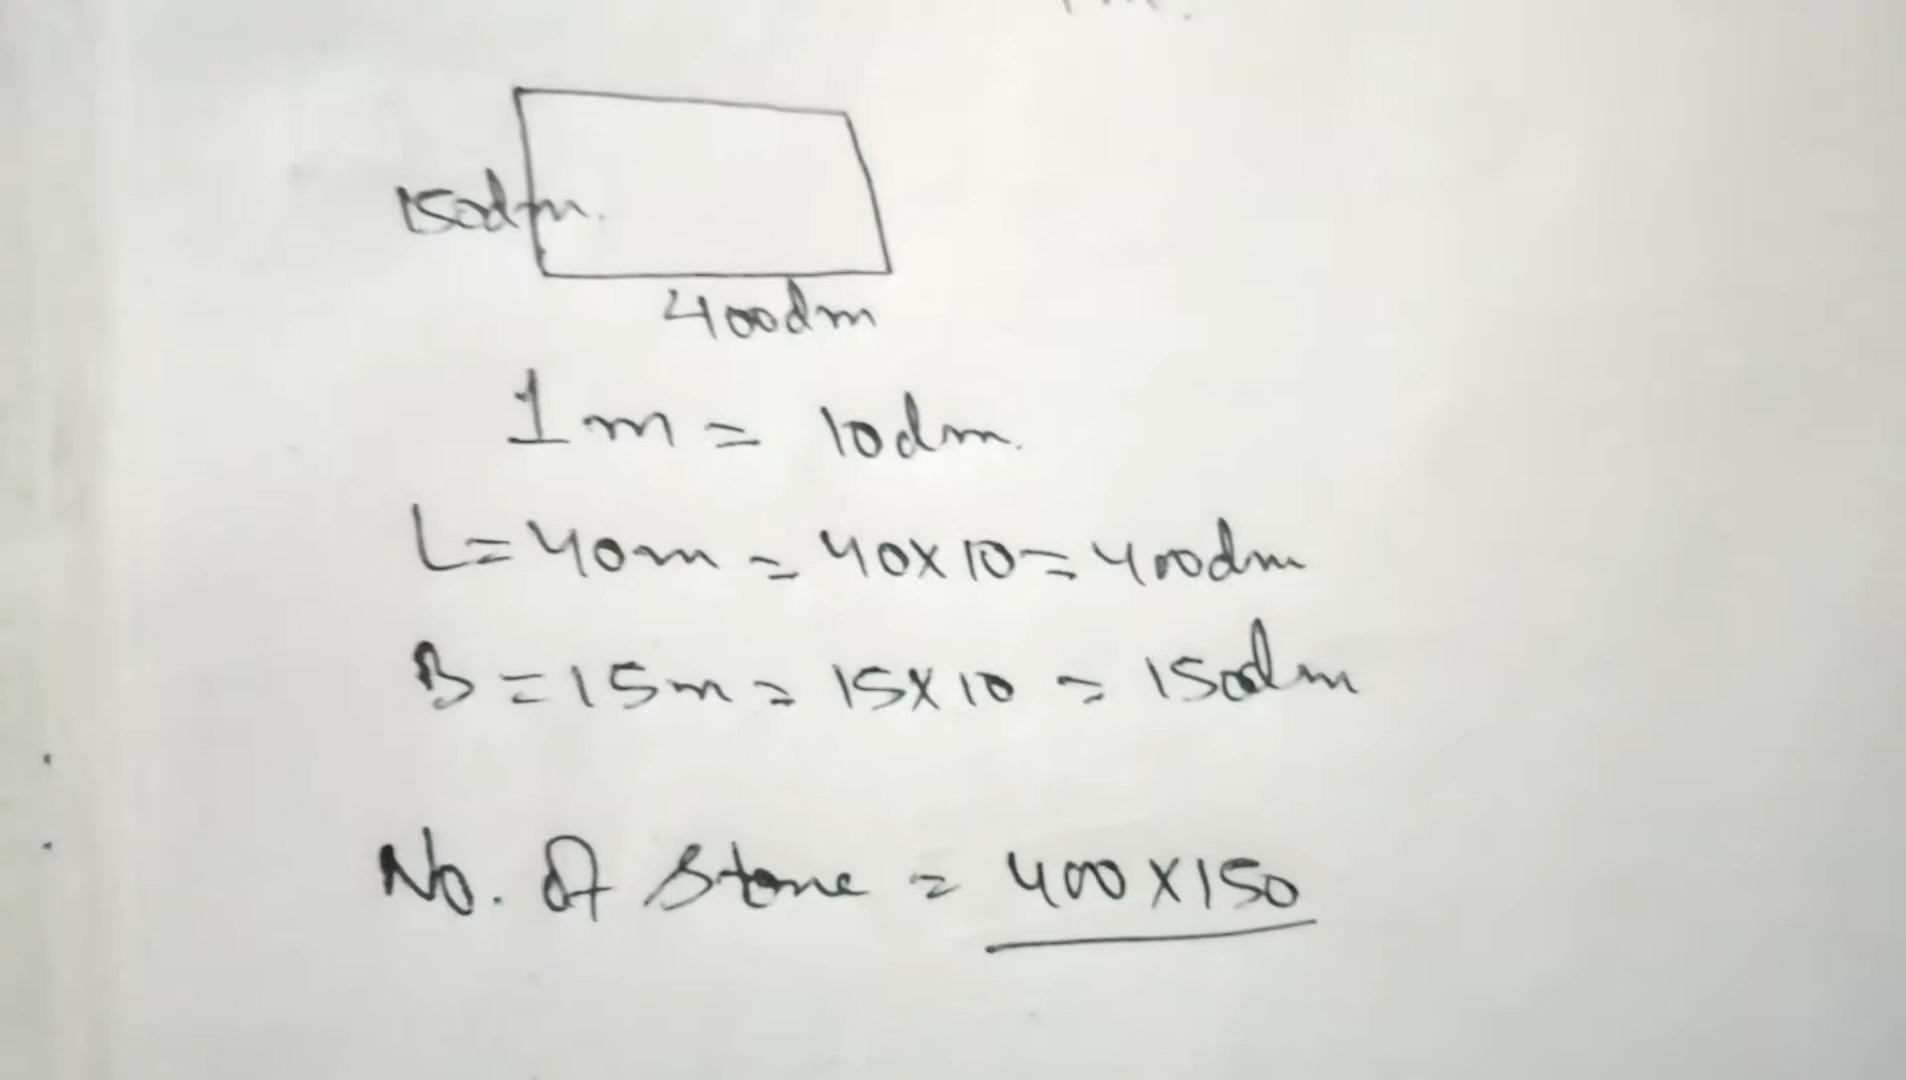 150dm.
400dm
1m = 10dm.
L = 40m = 40×10 = 400dm
B = 15m = 15×10 = 150dm
No. of Stone = 400×150